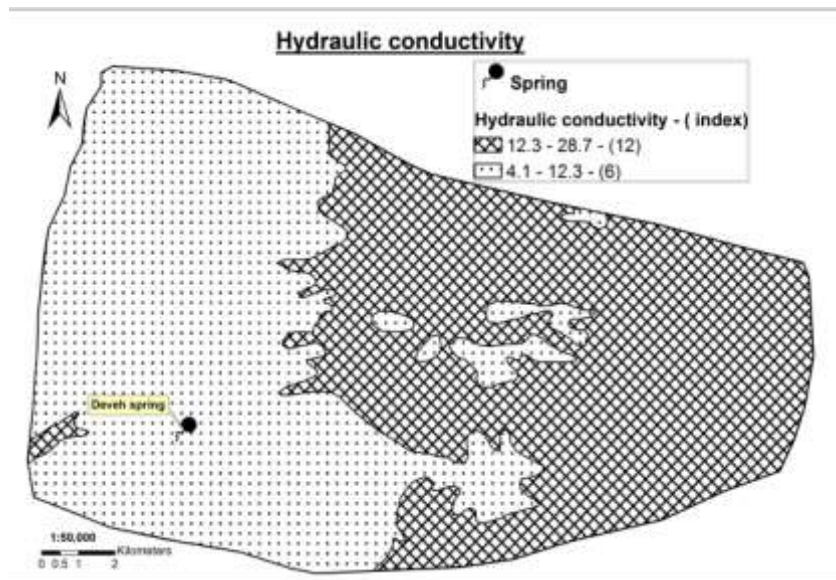 Hydraulic conductivity
N
Spring
Hydraulic conductivity - ( index)
12.3 - 28.7 - (12)
4.1 - 12.3 - (6)
Deveh spring
1:50,000
Kilometars
0 0.5 1 2